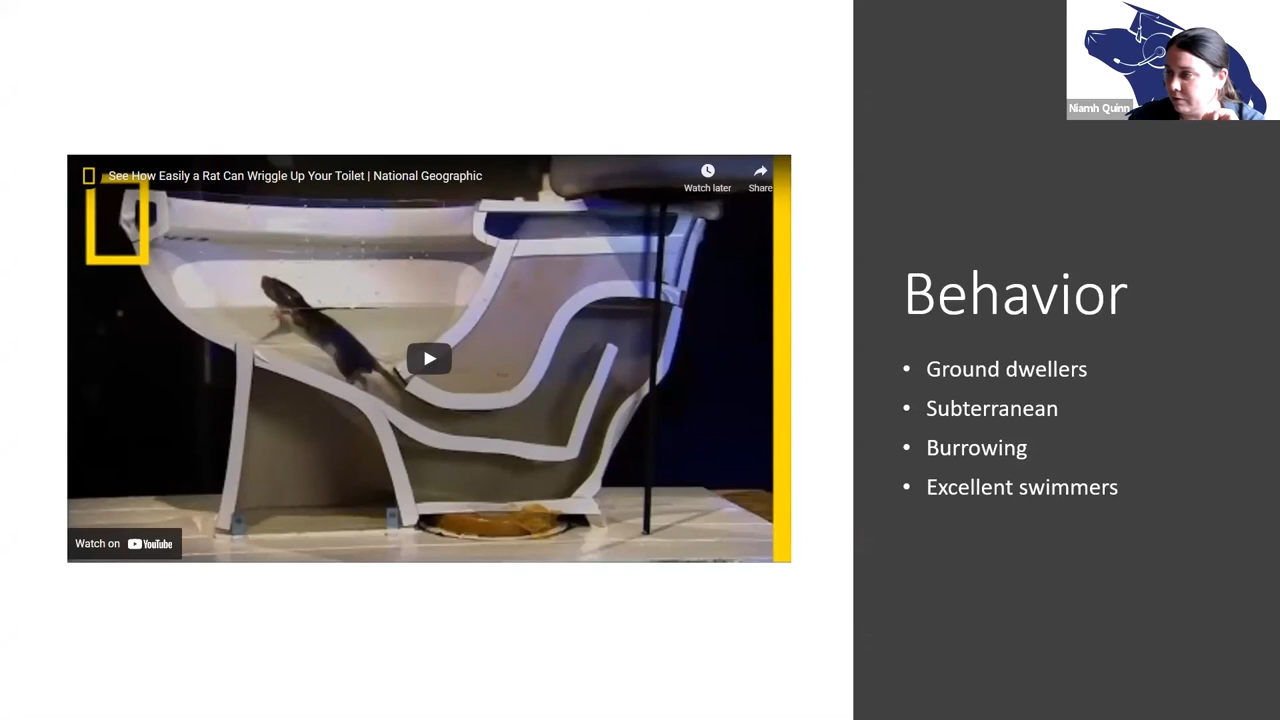 See How Easily a Rat Can Wriggle Up Your Toilet | National Geographic
Watch later
Share
Watch on YouTube
Niamh Quinn
Behavior
• Ground dwellers
• Subterranean
• Burrowing
• Excellent swimmers